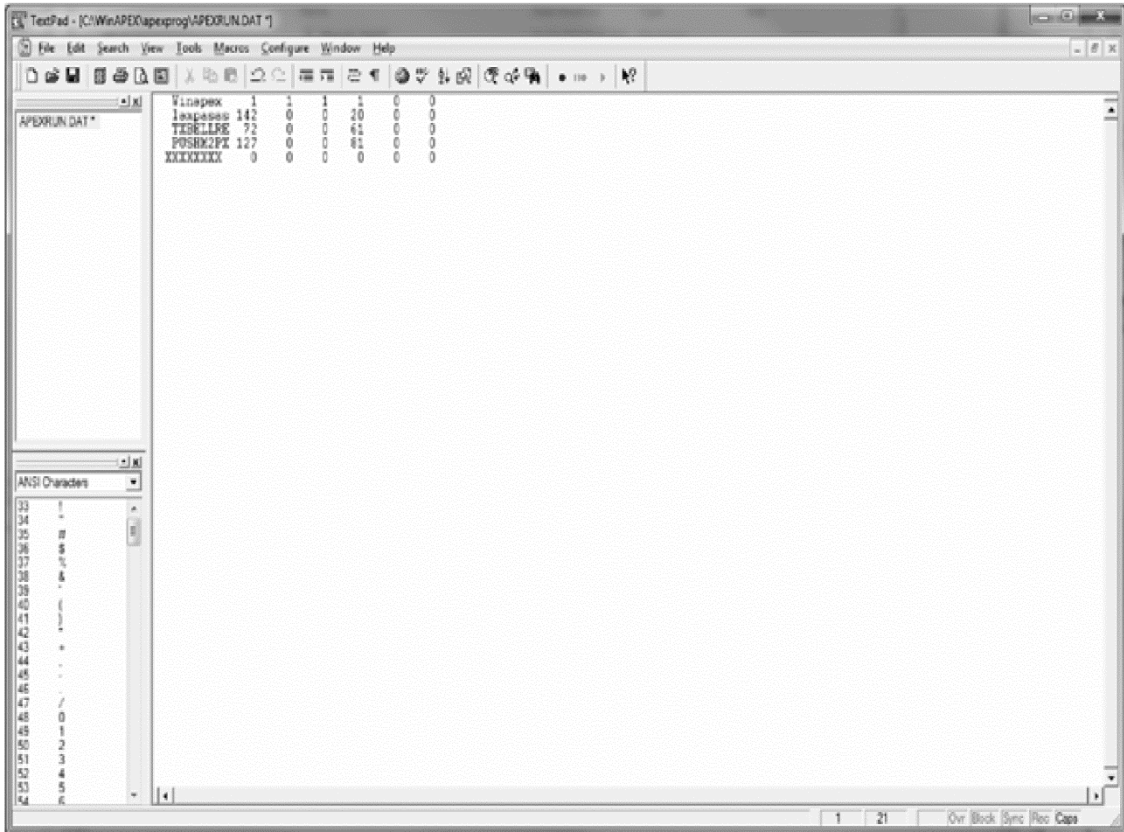 TextPad - [C:\WinAPEX\apexprog\APEXRUN.DAT *]
File Edit Search View Tools Macros Configure Window Help
APEXRUN.DAT *
Winapex 1 1 1 1 0 0
142 0 0 20 0 0
TXBELLRE 72 0 0 61 0 0
127 0 0 81 0 0
XXXXXXXX 0 0 0 0 0 0
ANSI Characters
33 !
34 "
35 #
36 $
37 %
38 &
39 '
40 (
41 )
42 *
43 +
44 ,
45 -
46 .
47 /
48 0
49 1
50 2
51 3
52 4
53 5
54 6
1 21 Ovr Block Sync Rec Caps